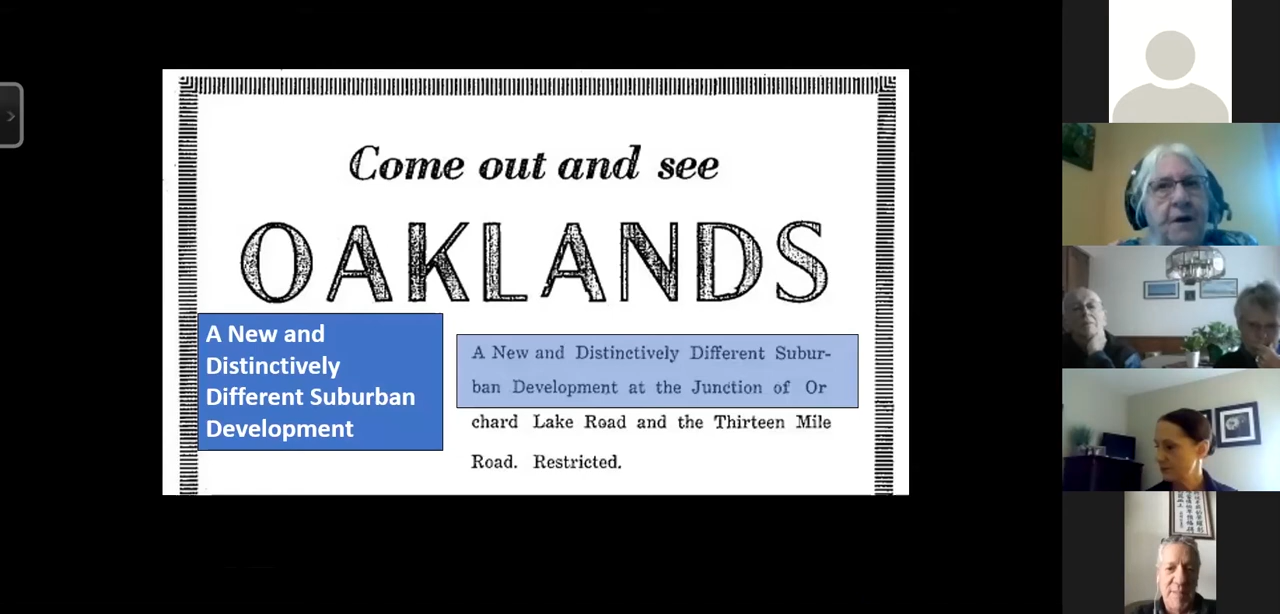 Come out and see
OAKLANDS
A New and
Distinctively
Different Suburban
Development
A New and Distinctively Different Subur-
ban Development at the Junction of Or
chard Lake Road and the Thirteen Mile
Road. Restricted.